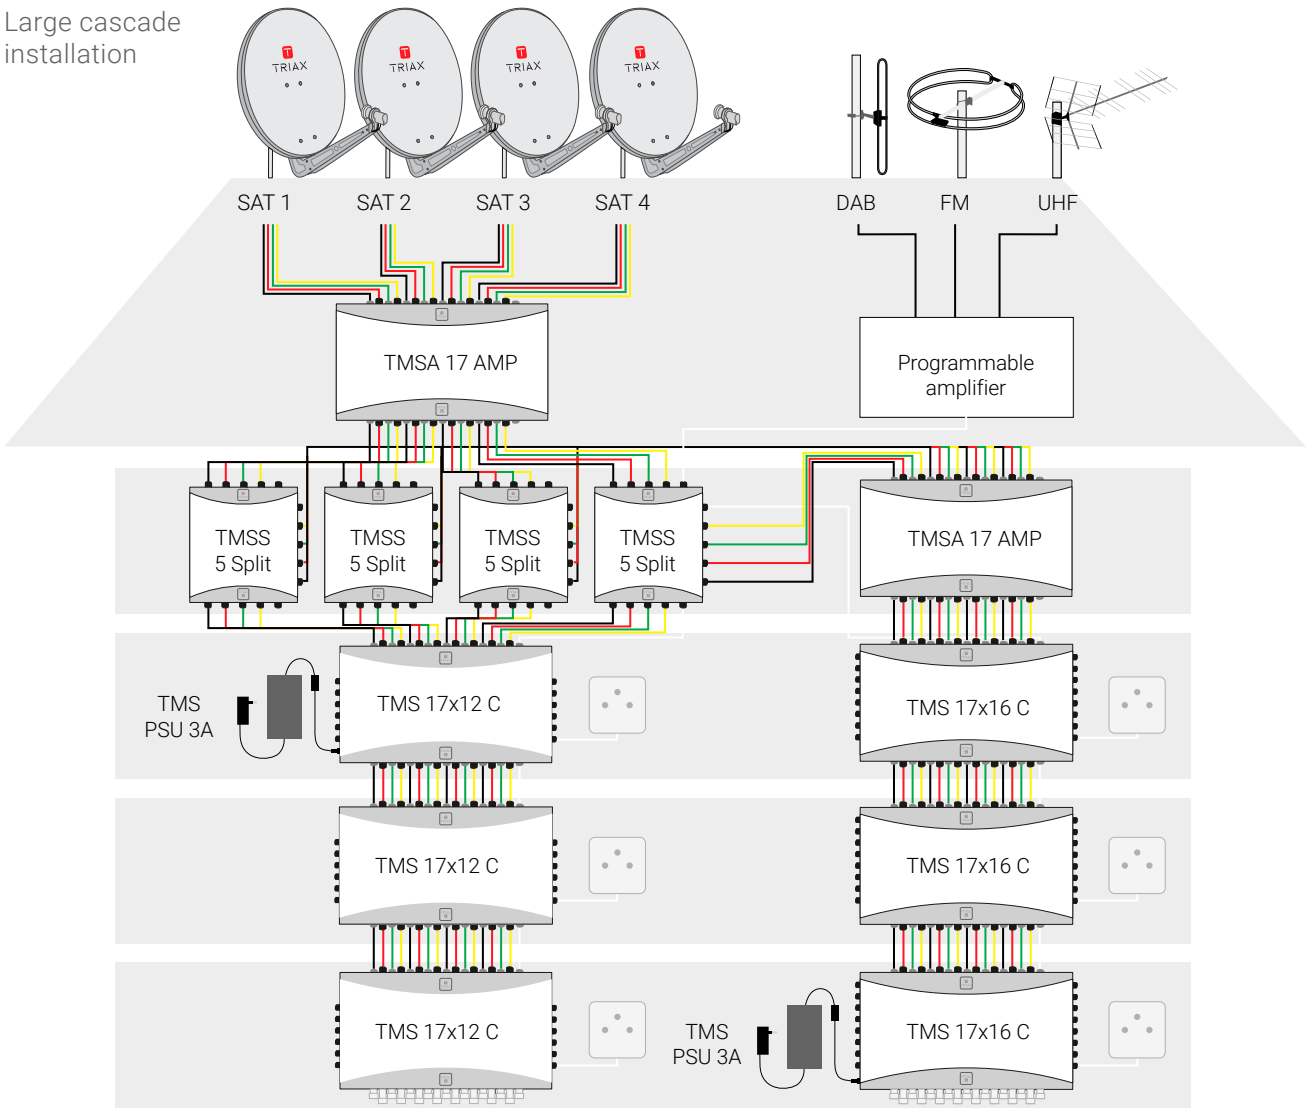 Large cascade
installation
TRIAX
TRIAX
TRIAX
TRIAX
SAT 1
SAT 2
SAT 3
SAT 4
DAB
FM
UHF
TMSA 17 AMP
Programmable
amplifier
TMSS
5 Split
TMSS
5 Split
TMSS
5 Split
TMSS
5 Split
TMSA 17 AMP
TMS
PSU 3A
TMS 17x12 C
TMS 17x16 C
TMS 17x12 C
TMS 17x16 C
TMS 17x12 C
TMS
PSU 3A
TMS 17x16 C